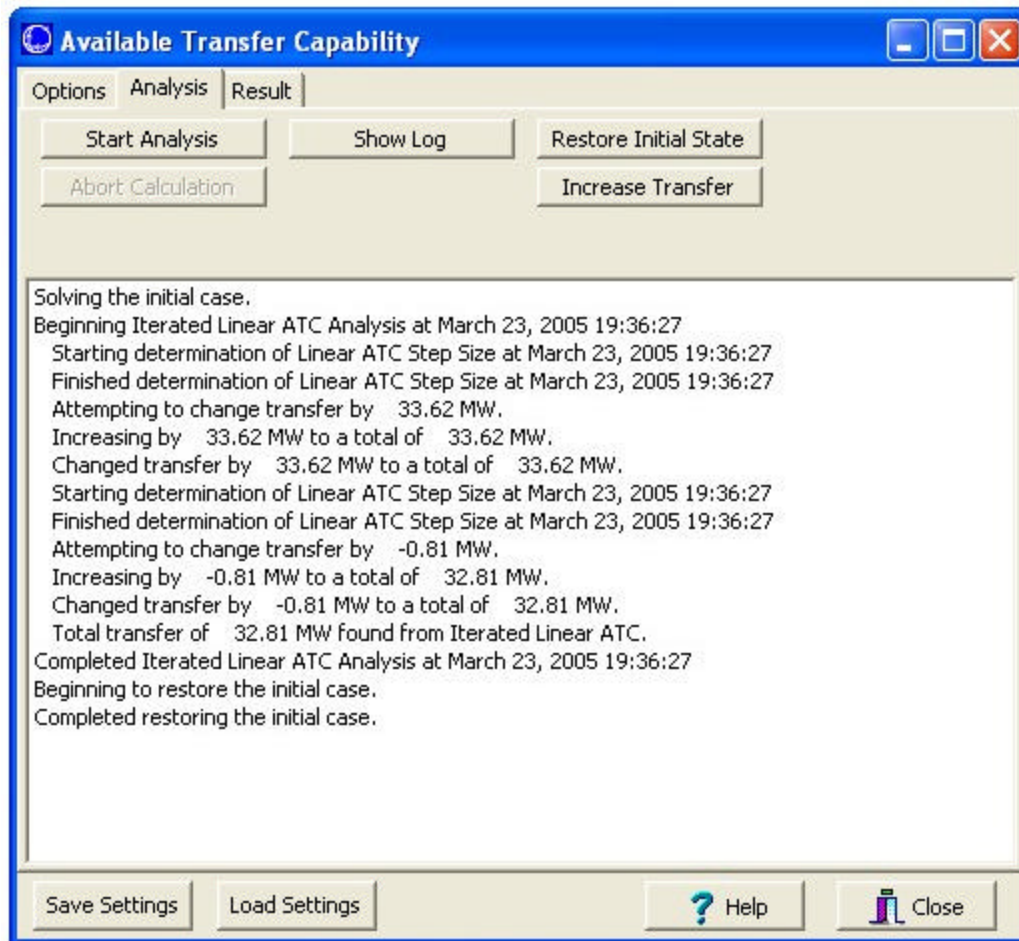 Available Transfer Capability
Options Analysis Result
Start Analysis Show Log Restore Initial State
Abort Calculation Increase Transfer
Solving the initial case.
Beginning Iterated Linear ATC Analysis at March 23, 2005 19:36:27
Starting determination of Linear ATC Step Size at March 23, 2005 19:36:27
Finished determination of Linear ATC Step Size at March 23, 2005 19:36:27
Attempting to change transfer by 33.62 MW.
Increasing by 33.62 MW to a total of 33.62 MW.
Changed transfer by 33.62 MW to a total of 33.62 MW.
Starting determination of Linear ATC Step Size at March 23, 2005 19:36:27
Finished determination of Linear ATC Step Size at March 23, 2005 19:36:27
Attempting to change transfer by -0.81 MW.
Increasing by -0.81 MW to a total of 32.81 MW.
Changed transfer by -0.81 MW to a total of 32.81 MW.
Total transfer of 32.81 MW found from Iterated Linear ATC.
Completed Iterated Linear ATC Analysis at March 23, 2005 19:36:27
Beginning to restore the initial case.
Completed restoring the initial case.
Save Settings Load Settings ? Help Close